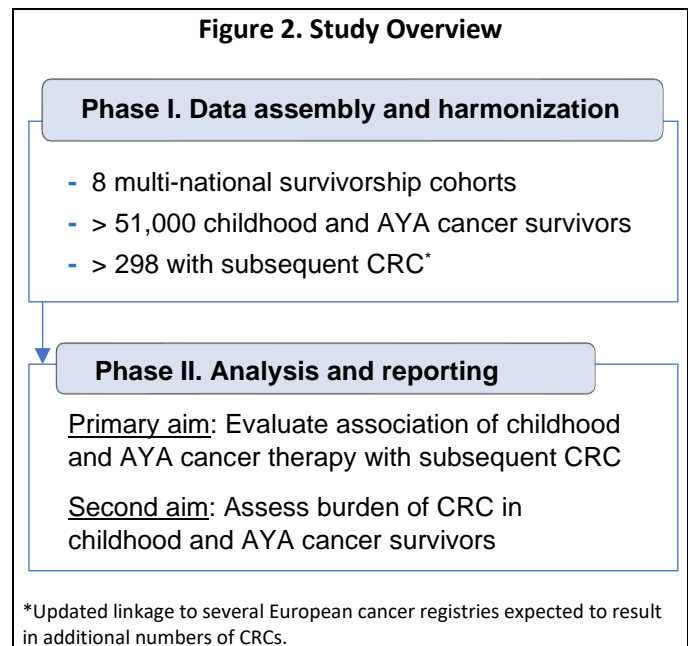 Figure 2. Study Overview
Phase I. Data assembly and harmonization
- 8 multi-national survivorship cohorts
- > 51,000 childhood and AYA cancer survivors
- > 298 with subsequent CRC*
Phase II. Analysis and reporting
Primary aim: Evaluate association of childhood
and AYA cancer therapy with subsequent CRC
Second aim: Assess burden of CRC in
childhood and AYA cancer survivors
*Updated linkage to several European cancer registries expected to result
in additional numbers of CRCs.